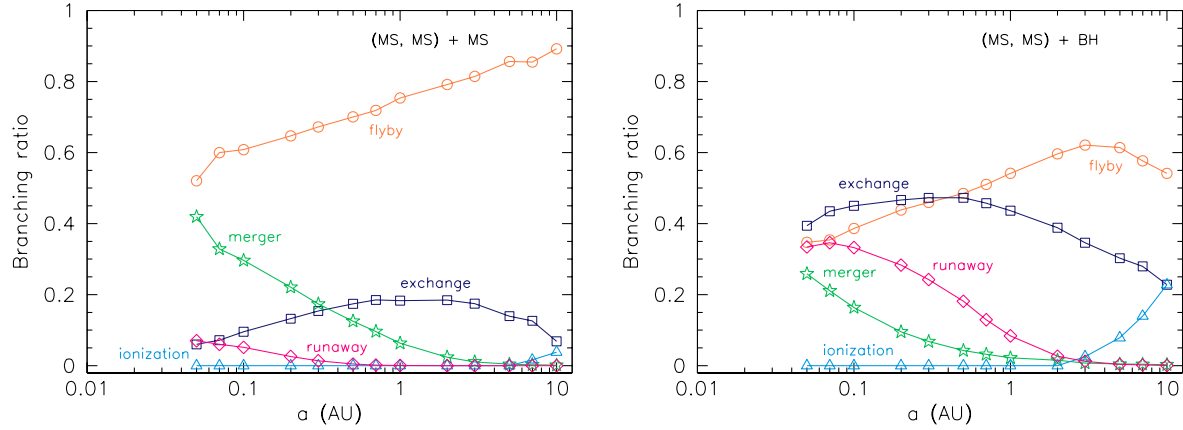 (MS, MS) + MS
Branching ratio
1
0.8
0.6
0.4
0.2
0
flyby
merger
exchange
ionization
runaway
0.01
0.1
1
10
a (AU)
(MS, MS) + BH
Branching ratio
1
0.8
0.6
0.4
0.2
0
exchange
flyby
runaway
merger
ionization
0.01
0.1
1
10
a (AU)